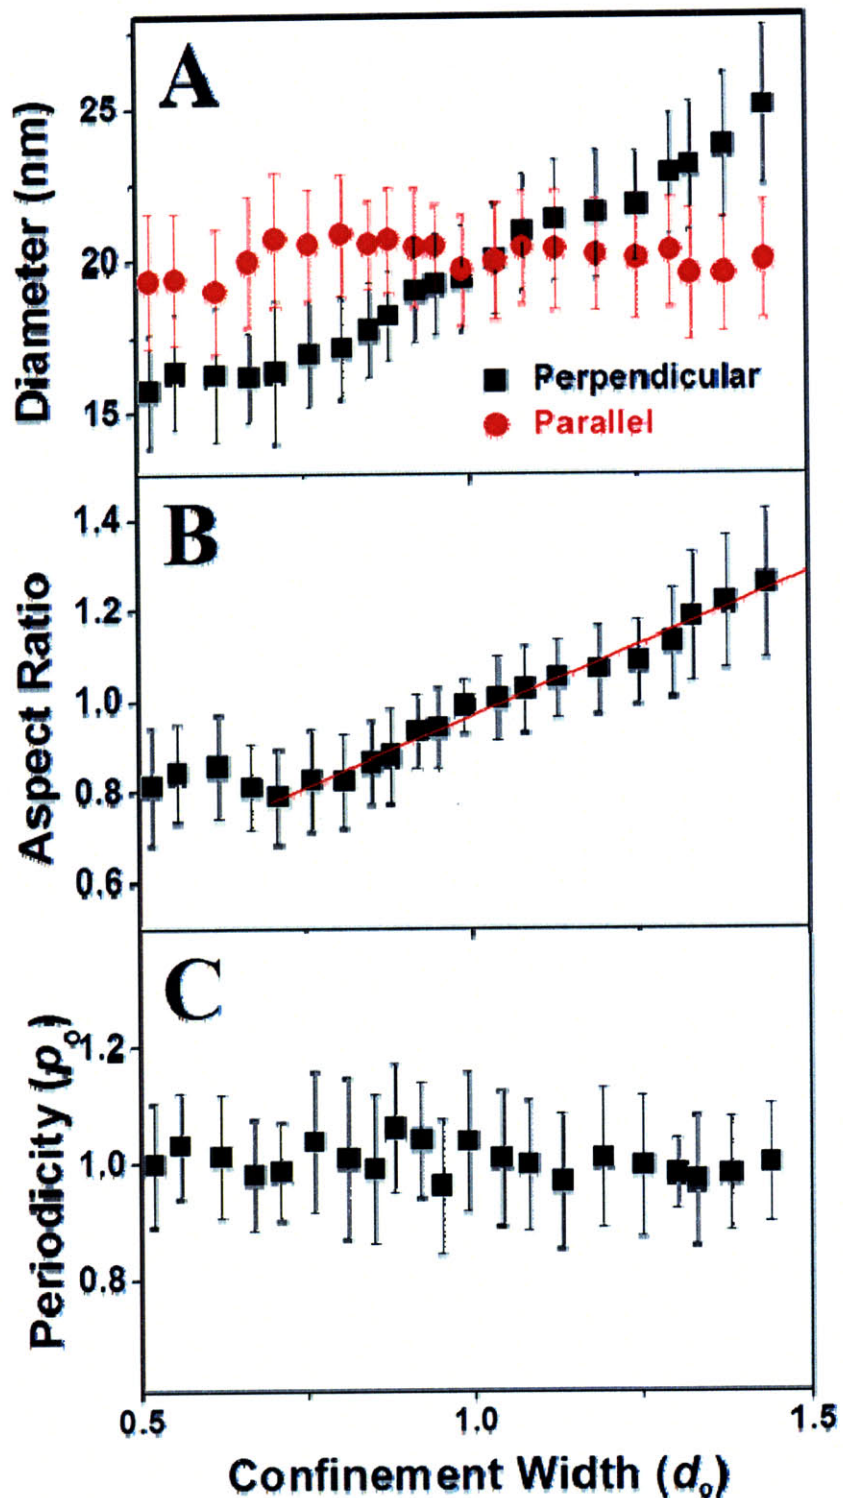 A
Diameter (nm)
25
20
15
Perpendicular
Parallel
B
Aspect Ratio
1.4
1.2
1.0
0.8
0.6
C
Periodicity (pₒ)
1.2
1.0
0.8
0.5 1.0 1.5
Confinement Width (dₒ)